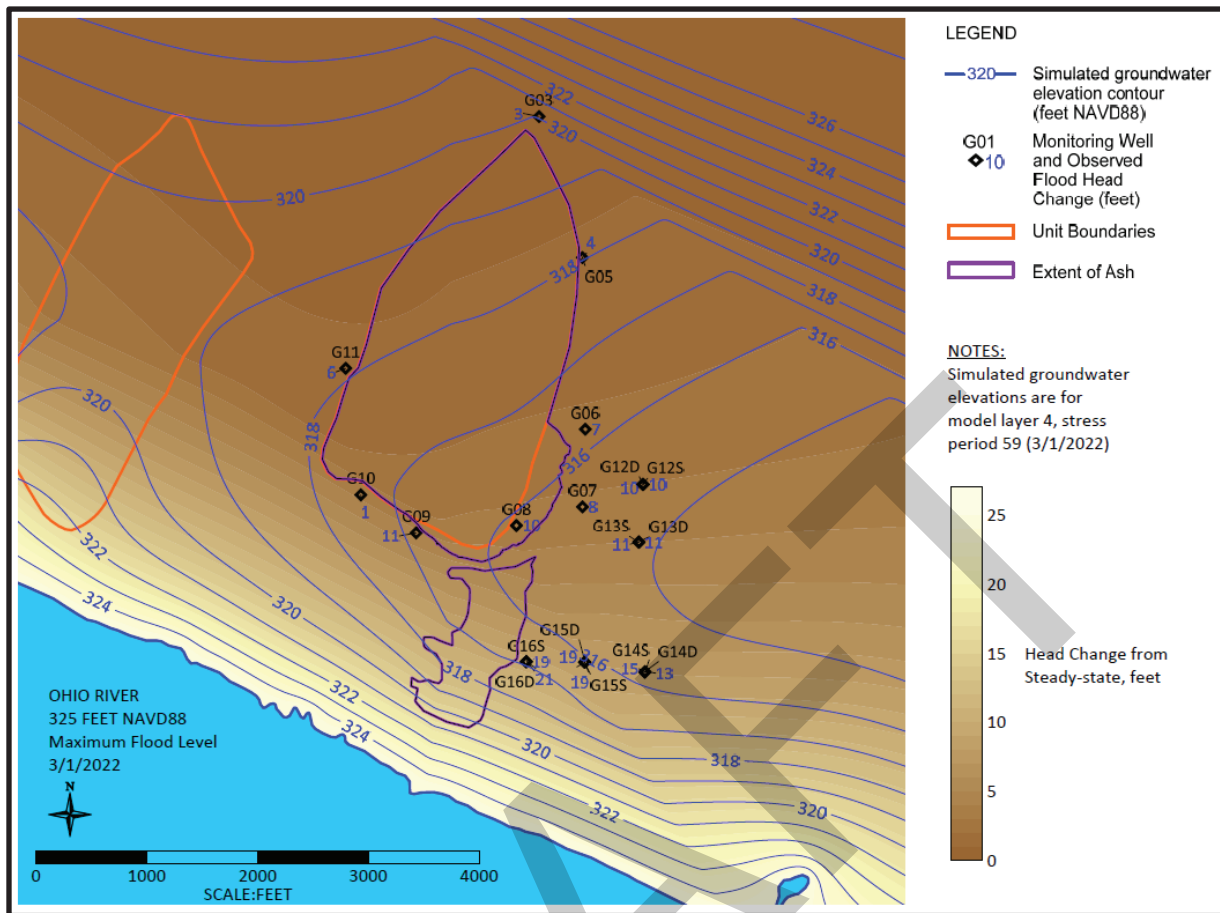 322
G03
3
320
326
324
322
320
318
316
320
4
318
G05
G11
6
318
G06
7
316
G12D
G12S
10
10
G10
1
G09
11
G08
10
G07
8
G13S
G13D
11
11
320
322
324
320
318
322
324
G15D
G16S
19
G16D
21
19
316
19
G15S
G14S
G14D
15
13
320
318
322
320
OHIO RIVER
325 FEET NAVD88
Maximum Flood Level
3/1/2022
N
0
1000
2000
3000
4000
SCALE:FEET
LEGEND
320
Simulated groundwater
elevation contour
(feet NAVD88)
G01
10
Monitoring Well
and Observed
Flood Head
Change (feet)
Unit Boundaries
Extent of Ash
NOTES:
Simulated groundwater
elevations are for
model layer 4, stress
period 59 (3/1/2022)
25
20
15
10
5
0
Head Change from
Steady-state, feet